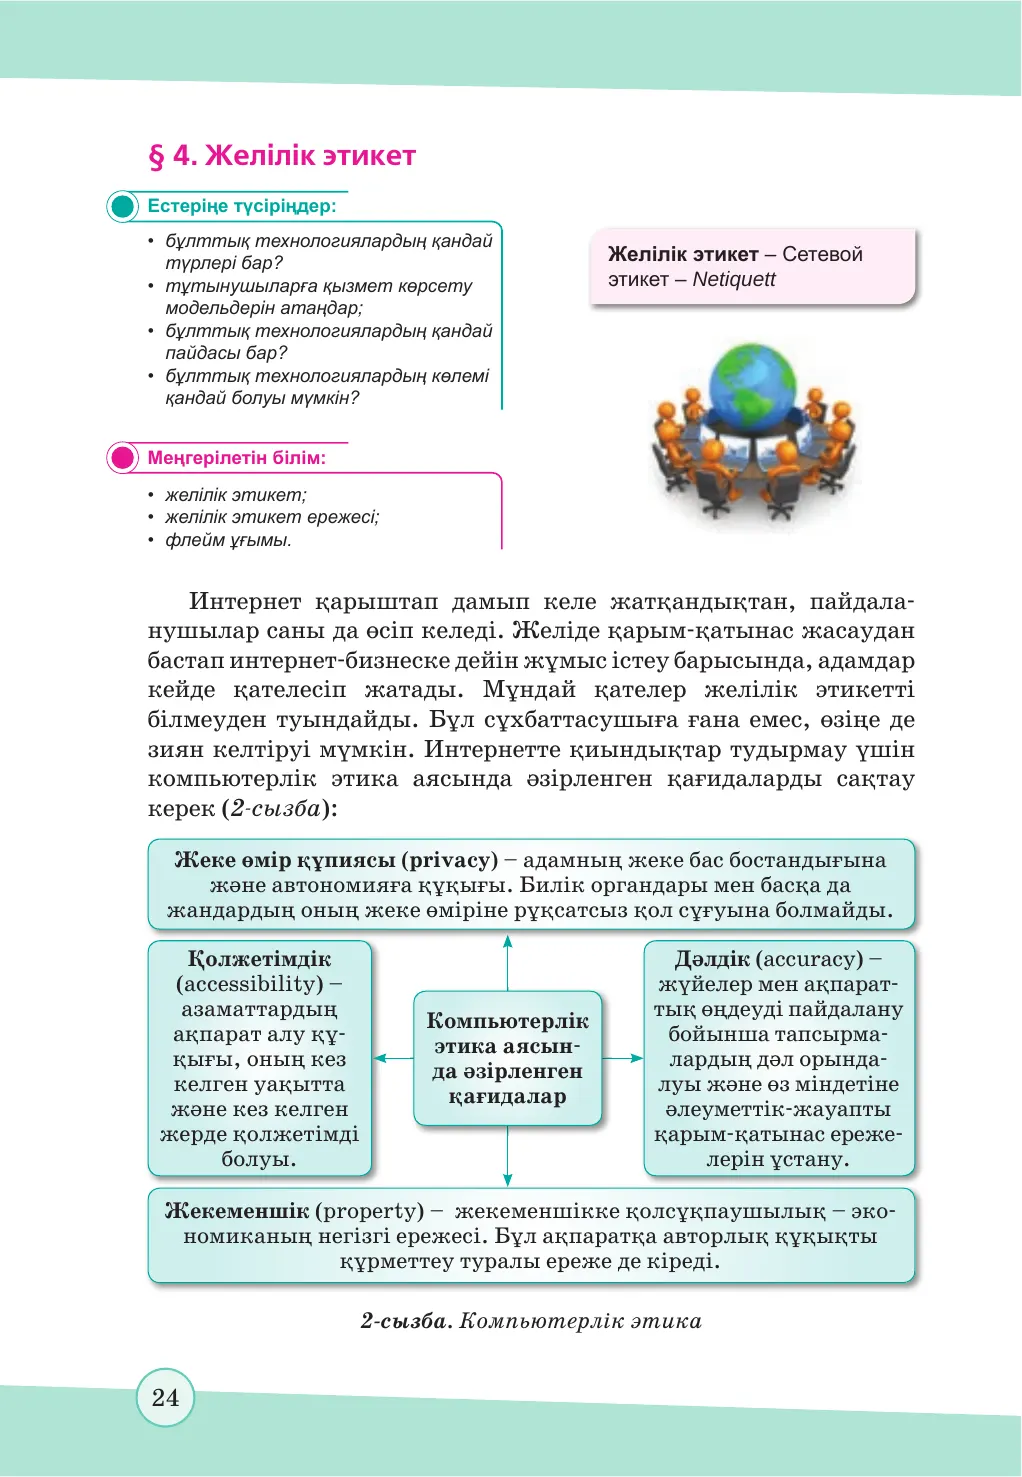 § 4. Желілік этикет
Естеріңе түсіріңдер:
• бұлттық технологиялардың қандай
түрлері бар?
• тұтынушыларға қызмет көрсету
модельдерін атаңдар;
• бұлттық технологиялардың қандай
пайдасы бар?
• бұлттық технологиялардың көлемі
қандай болуы мүмкін?
Желілік этикет – Сетевой
этикет – Netiquett
Меңгерілетін білім:
• желілік этикет;
• желілік этикет ережесі;
• флейм ұғымы.
Интернет қарыштап дамып келе жатқандықтан, пайдала-
нушылар саны да өсіп келеді. Желіде қарым-қатынас жасаудан
бастап интернет-бизнеске дейін жұмыс істеу барысында, адамдар
кейде қателесіп жатады. Мұндай қателер желілік этикетті
білмеуден туындайды. Бұл сұхбаттасушыға ғана емес, өзіңе де
зиян келтіруі мүмкін. Интернетте қиындықтар тудырмау үшін
компьютерлік этика аясында әзірленген қағидаларды сақтау
керек (2-сызба):
Жеке өмір құпиясы (privacy) – адамның жеке бас бостандығына
және автономияға құқығы. Билік органдары мен басқа да
жандардың оның жеке өміріне рұқсатсыз қол сұғуына болмайды.
Қолжетімдік
(accessibility) –
азаматтардың
ақпарат алу құ-
қығы, оның кез
келген уақытта
және кез келген
жерде қолжетімді
болуы.
Компьютерлік
этика аясын-
да әзірленген
қағидалар
Дәлдік (accuracy) –
жүйелер мен ақпарат-
тық өңдеуді пайдалану
бойынша тапсырма-
лардың дәл орында-
луы және өз міндетіне
әлеуметтік-жауапты
қарым-қатынас ереже-
лерін ұстану.
Жекеменшік (property) – жекеменшікке қолсұқпаушылық – эко-
номиканың негізгі ережесі. Бұл ақпаратқа авторлық құқықты
құрметтеу туралы ереже де кіреді.
2-сызба. Компьютерлік этика
24